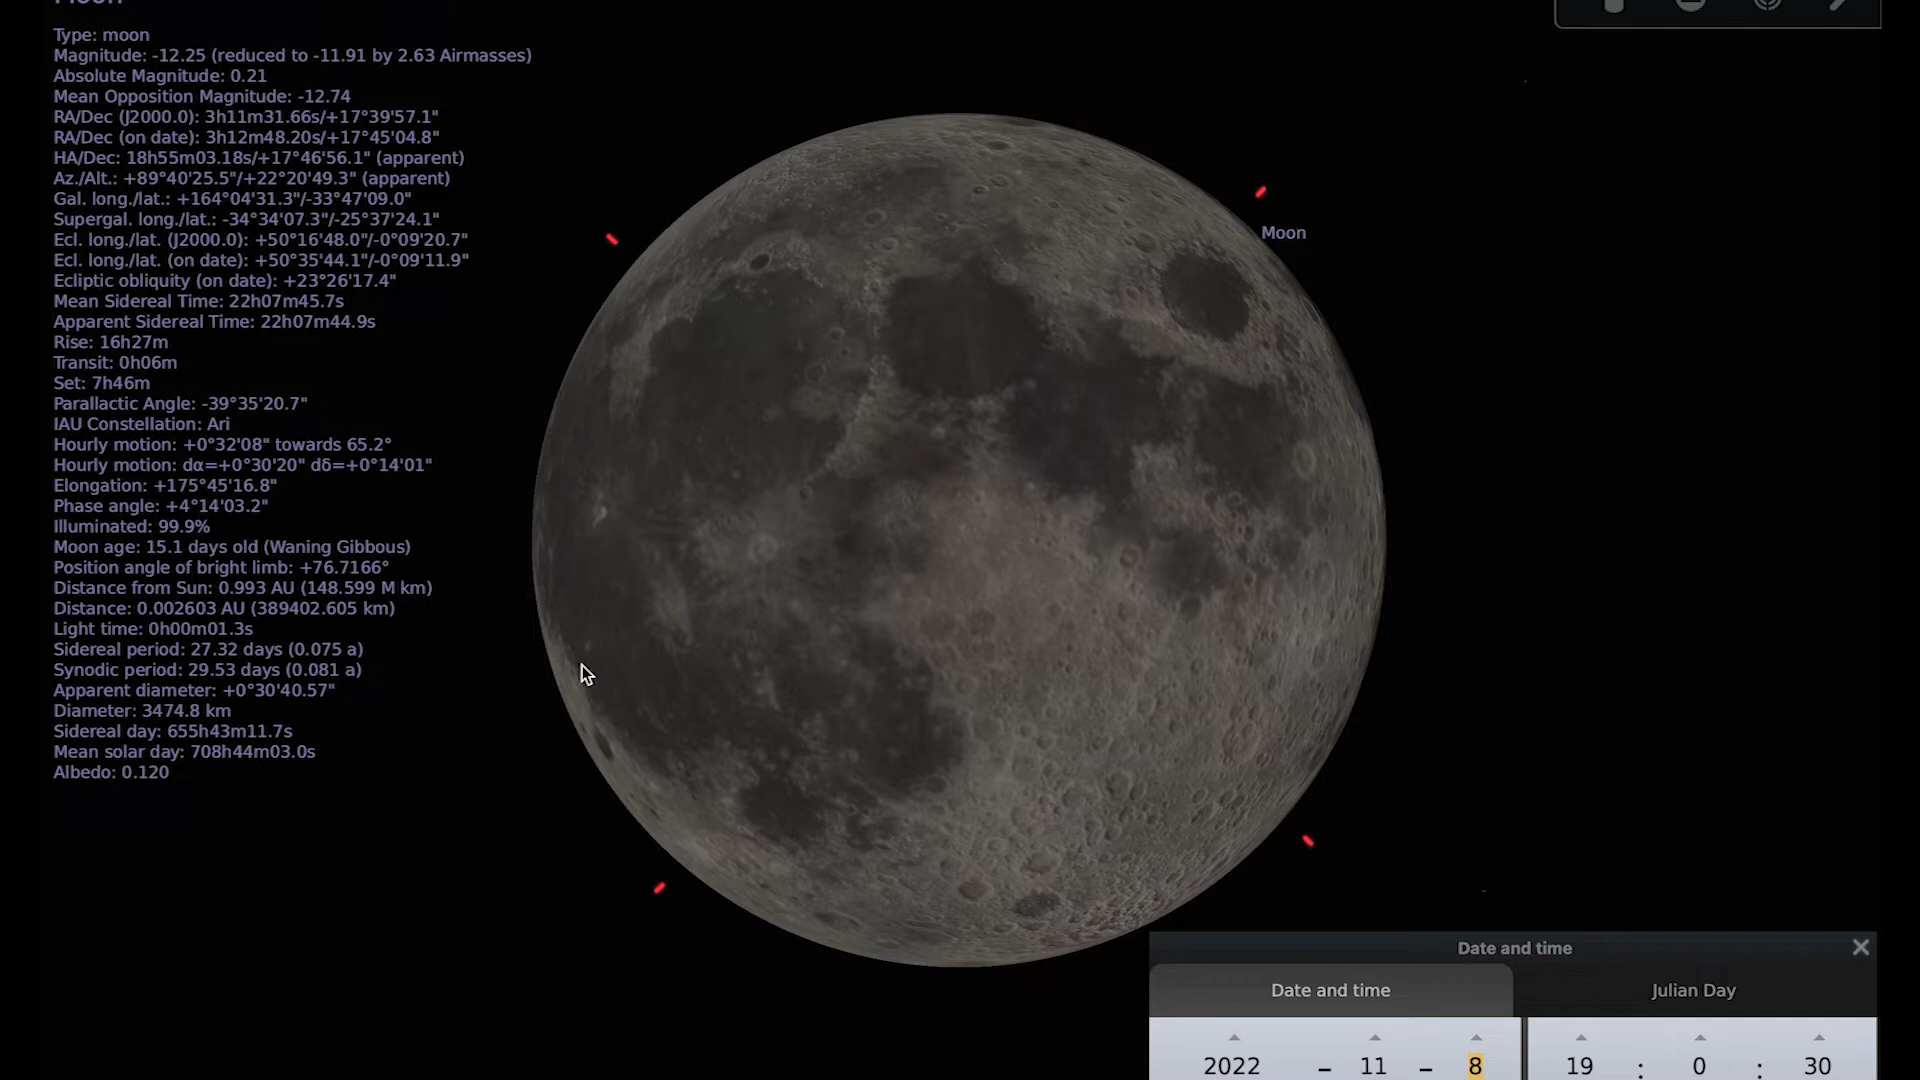 Moon
Type: moon
Magnitude: -12.25 (reduced to -11.91 by 2.63 Airmasses)
Absolute Magnitude: 0.21
Mean Opposition Magnitude: -12.74
RA/Dec (J2000.0): 3h11m31.66s/+17°39'57.1"
RA/Dec (on date): 3h12m48.20s/+17°45'04.8"
HA/Dec: 18h55m03.18s/+17°46'56.1" (apparent)
Az./Alt.: +89°40'25.5"/+22°20'49.3" (apparent)
Gal. long./lat.: +164°04'31.3"/-33°47'09.0"
Supergal. long./lat.: -34°34'07.3"/-25°37'24.1"
Ecl. long./lat. (J2000.0): +50°16'48.0"/-0°09'20.7"
Ecl. long./lat. (on date): +50°35'44.1"/-0°09'11.9"
Ecliptic obliquity (on date): +23°26'17.4"
Mean Sidereal Time: 22h07m45.7s
Apparent Sidereal Time: 22h07m44.9s
Rise: 16h27m
Transit: 0h06m
Set: 7h46m
Parallactic Angle: -39°35'20.7"
IAU Constellation: Ari
Hourly motion: +0°32'08" towards 65.2°
Hourly motion: dα=+0°30'20" dδ=+0°14'01"
Elongation: +175°45'16.8"
Phase angle: +4°14'03.2"
Illuminated: 99.9%
Moon age: 15.1 days old (Waning Gibbous)
Position angle of bright limb: +76.7166°
Distance from Sun: 0.993 AU (148.599 M km)
Distance: 0.002603 AU (389402.605 km)
Light time: 0h00m01.3s
Sidereal period: 27.32 days (0.075 a)
Synodic period: 29.53 days (0.081 a)
Apparent diameter: +0°30'40.57"
Diameter: 3474.8 km
Sidereal day: 655h43m11.7s
Mean solar day: 708h44m03.0s
Albedo: 0.120
Moon
Date and time
Date and time Julian Day
2022 - 11 - 8 19 : 0 : 30